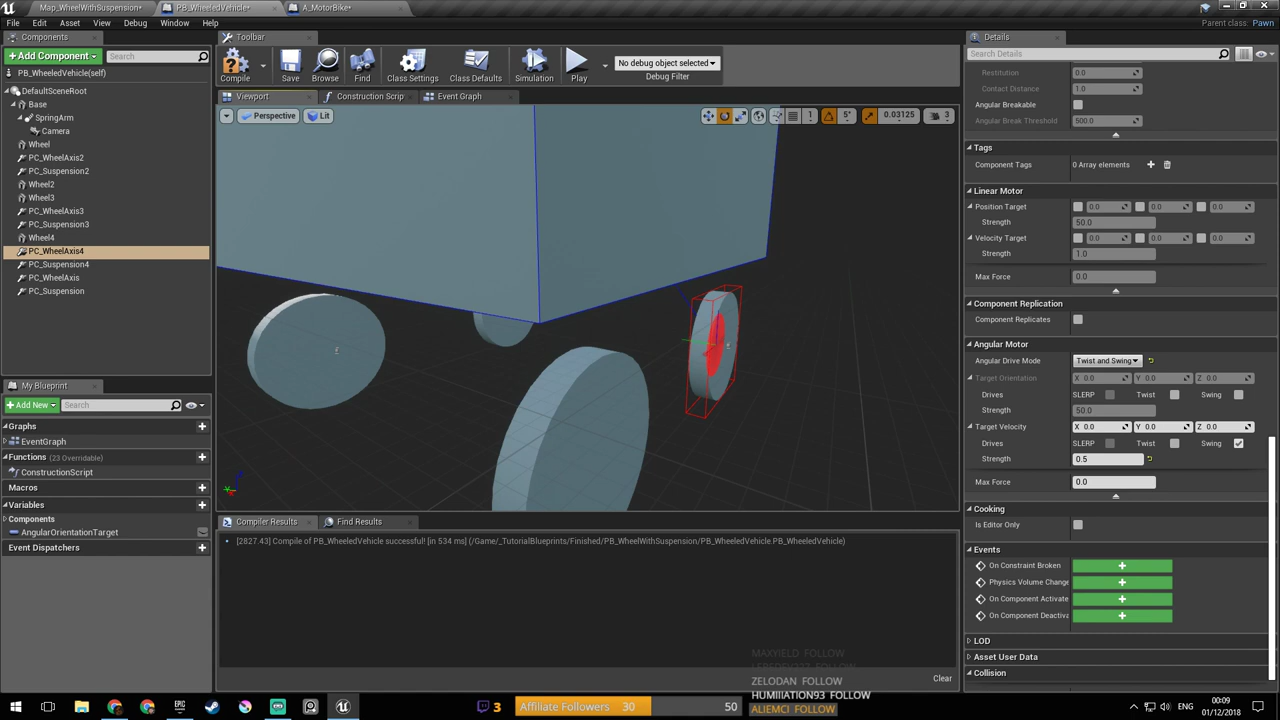 Map_WheelWithSuspension*
PB_WheeledVehicle*
A_MotorBike*
File Edit Asset View Debug Window Help
Parent class: Pawn
Components
Toolbar
Details
+ Add Component
Search
Search Details
PB_WheeledVehicle(self)
Compile
Save
Browse
Find
Class Settings
Class Defaults
Simulation
Play
No debug object selected
Debug Filter
DefaultSceneRoot
Base
SpringArm
Camera
Wheel
PC_WheelAxis2
PC_Suspension2
Wheel2
Wheel3
PC_WheelAxis3
PC_Suspension3
Wheel4
PC_WheelAxis4
PC_Suspension4
PC_WheelAxis
PC_Suspension
Viewport
Construction Scrip
Event Graph
Perspective
Lit
1
5°
0.03125
3
Restitution 0.0
Contact Distance 1.0
Angular Breakable
Angular Break Threshold 500.0
Tags
Component Tags 0 Array elements
Linear Motor
Position Target 0.0 0.0 0.0
Strength 50.0
Velocity Target 0.0 0.0 0.0
Strength 1.0
Max Force 0.0
Component Replication
Component Replicates
Angular Motor
Angular Drive Mode Twist and Swing
Target Orientation X 0.0 Y 0.0 Z 0.0
Drives SLERP Twist Swing
Strength 50.0
Target Velocity X 0.0 Y 0.0 Z 0.0
Drives SLERP Twist Swing
Strength 0.5
Max Force 0.0
Cooking
Is Editor Only
Events
On Constraint Broken
Physics Volume Change
On Component Activate
On Component Deactiva
LOD
Asset User Data
Collision
My Blueprint
+ Add New
Search
Graphs
EventGraph
Functions (23 Overridable)
ConstructionScript
Macros
Variables
Components
AngularOrientationTarget
Event Dispatchers
Compiler Results
Find Results
[2827.43] Compile of PB_WheeledVehicle successful! [in 534 ms] (/Game/_TutorialBlueprints/Finished/PB_WheelWithSuspension/PB_WheeledVehicle.PB_WheeledVehicle)
Clear
MAXYIELD FOLLOW
ZELODAN FOLLOW
HUMIIIATION93 FOLLOW
ALIEMCI FOLLOW
3
Affiliate Followers 30
50
ENG
00:09
01/12/2018